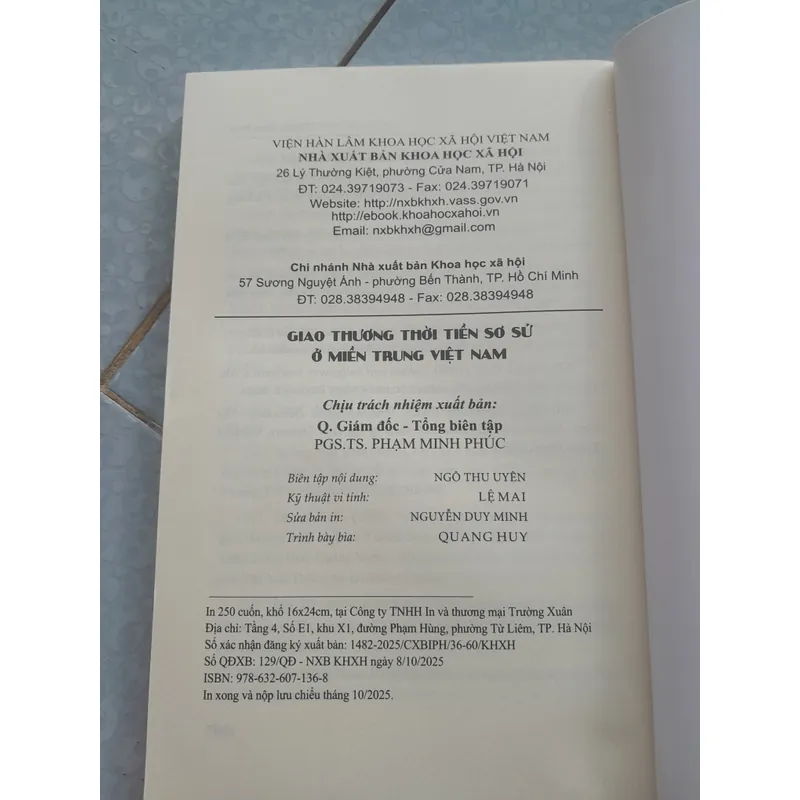 VIỆN HÀN LÂM KHOA HỌC XÃ HỘI VIỆT NAM
NHÀ XUẤT BẢN KHOA HỌC XÃ HỘI
26 Lý Thường Kiệt, phường Cửa Nam, TP. Hà Nội
ĐT: 024.39719073 - Fax: 024.39719071
Website: http://nxbkhxh.vass.gov.vn
http://ebook.khoahocxahoi.vn
Email: nxbkhxh@gmail.com
Chi nhánh Nhà xuất bản Khoa học xã hội
57 Sương Nguyệt Ánh - phường Bến Thành, TP. Hồ Chí Minh
ĐT: 028.38394948 - Fax: 028.38394948
GIAO THƯƠNG THỜI TIỀN SƠ SỬ
Ở MIỀN TRUNG VIỆT NAM
Chịu trách nhiệm xuất bản:
Q. Giám đốc - Tổng biên tập
PGS.TS. PHẠM MINH PHÚC
Biên tập nội dung: NGÔ THU UYÊN
Kỹ thuật vi tính: LỆ MAI
Sửa bản in: NGUYỄN DUY MINH
Trình bày bìa: QUANG HUY
In 250 cuốn, khổ 16x24cm, tại Công ty TNHH In và thương mại Trường Xuân
Địa chỉ: Tầng 4, Số E1, khu X1, đường Phạm Hùng, phường Từ Liêm, TP. Hà Nội
Số xác nhận đăng ký xuất bản: 1482-2025/CXBIPH/36-60/KHXH
Số QĐXB: 129/QĐ - NXB KHXH ngày 8/10/2025
ISBN: 978-632-607-136-8
In xong và nộp lưu chiểu tháng 10/2025.